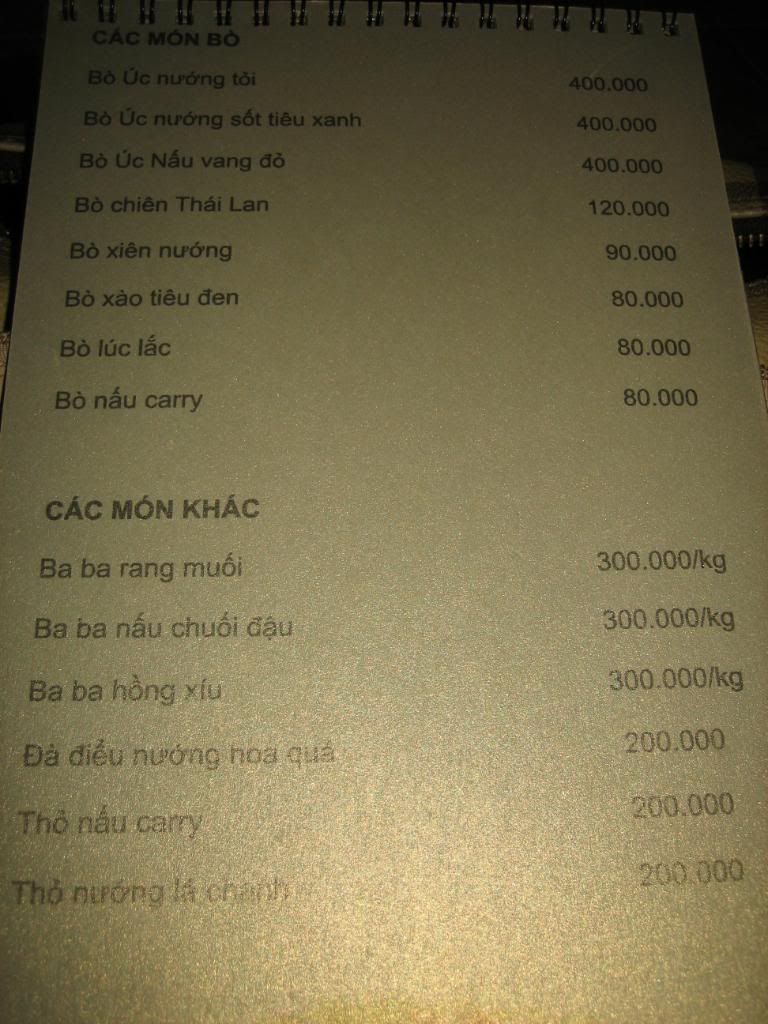 CÁC MÓN BÒ
Bò Úc nướng tỏi 400.000
Bò Úc nướng sốt tiêu xanh 400.000
Bò Úc Nấu vang đỏ 400.000
Bò chiên Thái Lan 120.000
Bò xiên nướng 90.000
Bò xào tiêu đen 80.000
Bò lúc lắc 80.000
Bò nấu carry 80.000
CÁC MÓN KHÁC
Ba ba rang muối 300.000/kg
Ba ba nấu chuối đậu 300.000/kg
Ba ba hồng xíu 300.000/kg
Đà điểu nướng hoa quả 200.000
Thỏ nấu carry 200.000
Thỏ nướng lá chanh 200.000